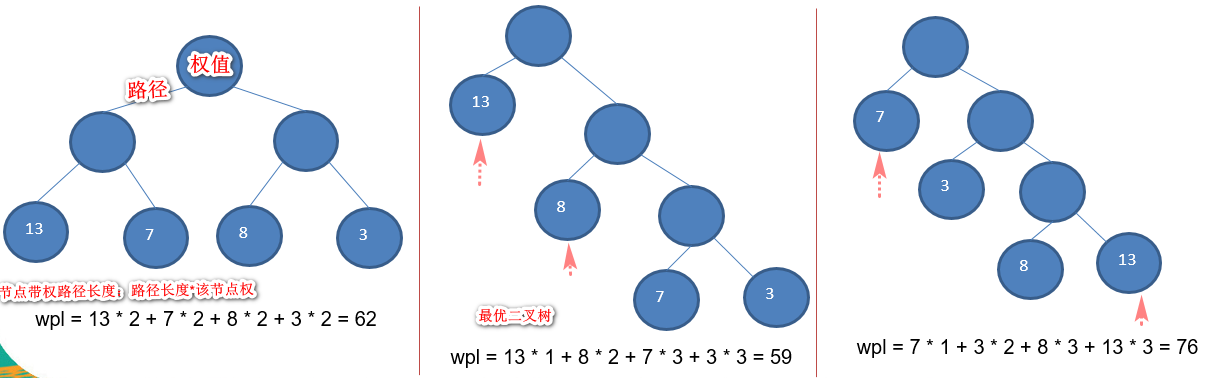 权值
路径
13
7
8
3
节点带权路径长度： 路径长度*该节点权
wpl = 13 * 2 + 7 * 2 + 8 * 2 + 3 * 2 = 62
13
8
7
3
最优二叉树
wpl = 13 * 1 + 8 * 2 + 7 * 3 + 3 * 3 = 59
7
3
8
13
wpl = 7 * 1 + 3 * 2 + 8 * 3 + 13 * 3 = 76